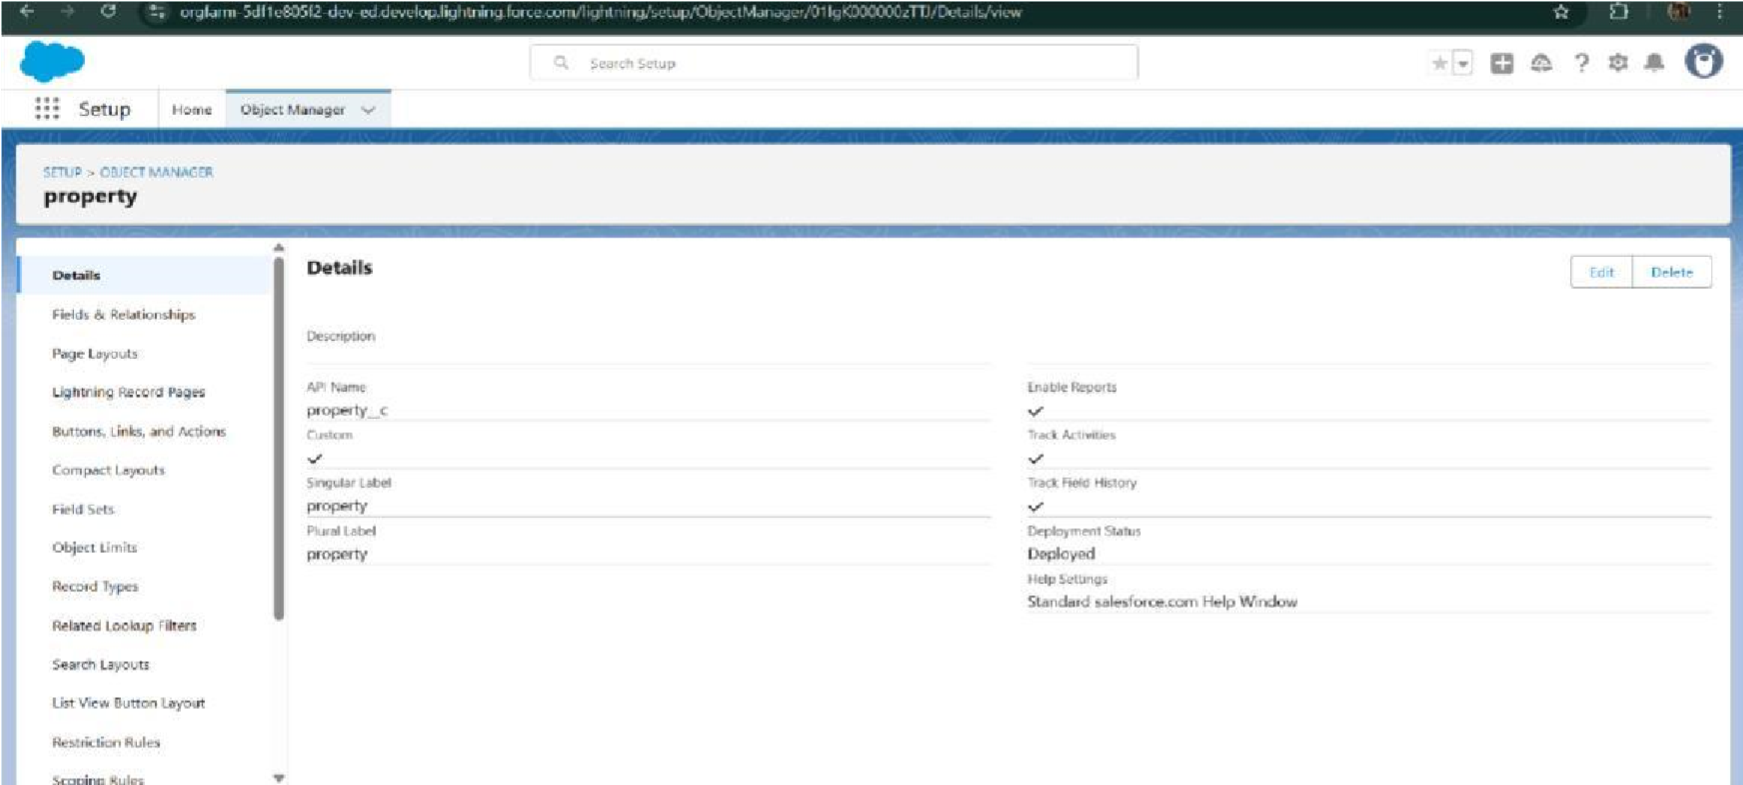 orgfarm-5df1e805f2-dev-ed.develop.lightning.force.com/lightning/setup/ObjectManager/01IgK000000zTTJ/Details/view
Search Setup
Setup
Home
Object Manager
SETUP > OBJECT MANAGER
property
Details
Fields & Relationships
Page Layouts
Lightning Record Pages
Buttons, Links, and Actions
Compact Layouts
Field Sets
Object Limits
Record Types
Related Lookup Filters
Search Layouts
List View Button Layout
Restriction Rules
Scoping Rules
Details
Edit
Delete
Description
API Name
property__c
Custom
Singular Label
property
Plural Label
property
Enable Reports
Track Activities
Track Field History
Deployment Status
Deployed
Help Settings
Standard salesforce.com Help Window